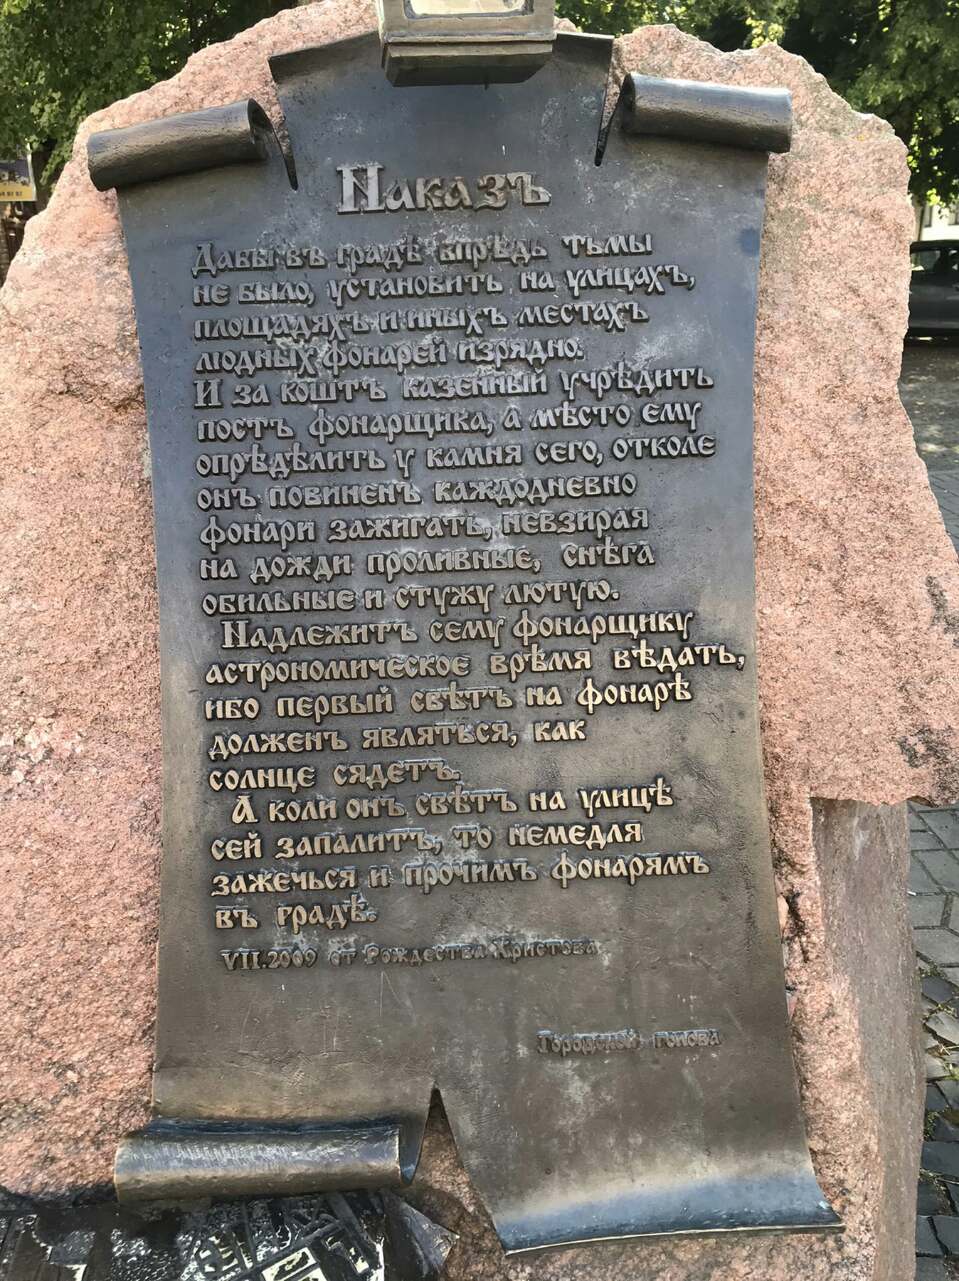 Наказъ
Дабы въ градѣ впрѣдь тьмы
не было, установить на улицахъ,
площадяхъ и иныхъ местахъ
людныхъ фонарей изрядно.
И за коштъ казенный учрѣдить
постъ фонарщика, а мѣсто ему
опрѣдѣлить у камня сего, отколе
онъ повиненъ каждодневно
фонари зажигать, невзирая
на дожди проливные, снѣга
обильные и стужу лютую.
Надлежитъ сему фонарщику
астрономическое врѣмя вѣдать,
ибо первый свѣтъ на фонарѣ
долженъ являться, как
солнце сядетъ.
А коли онъ свѣтъ на улицѣ
сей запалитъ, то немедля
зажечься и прочимъ фонарямъ
въ градѣ.
VII.2009 от Рождества Христова
Городской голова